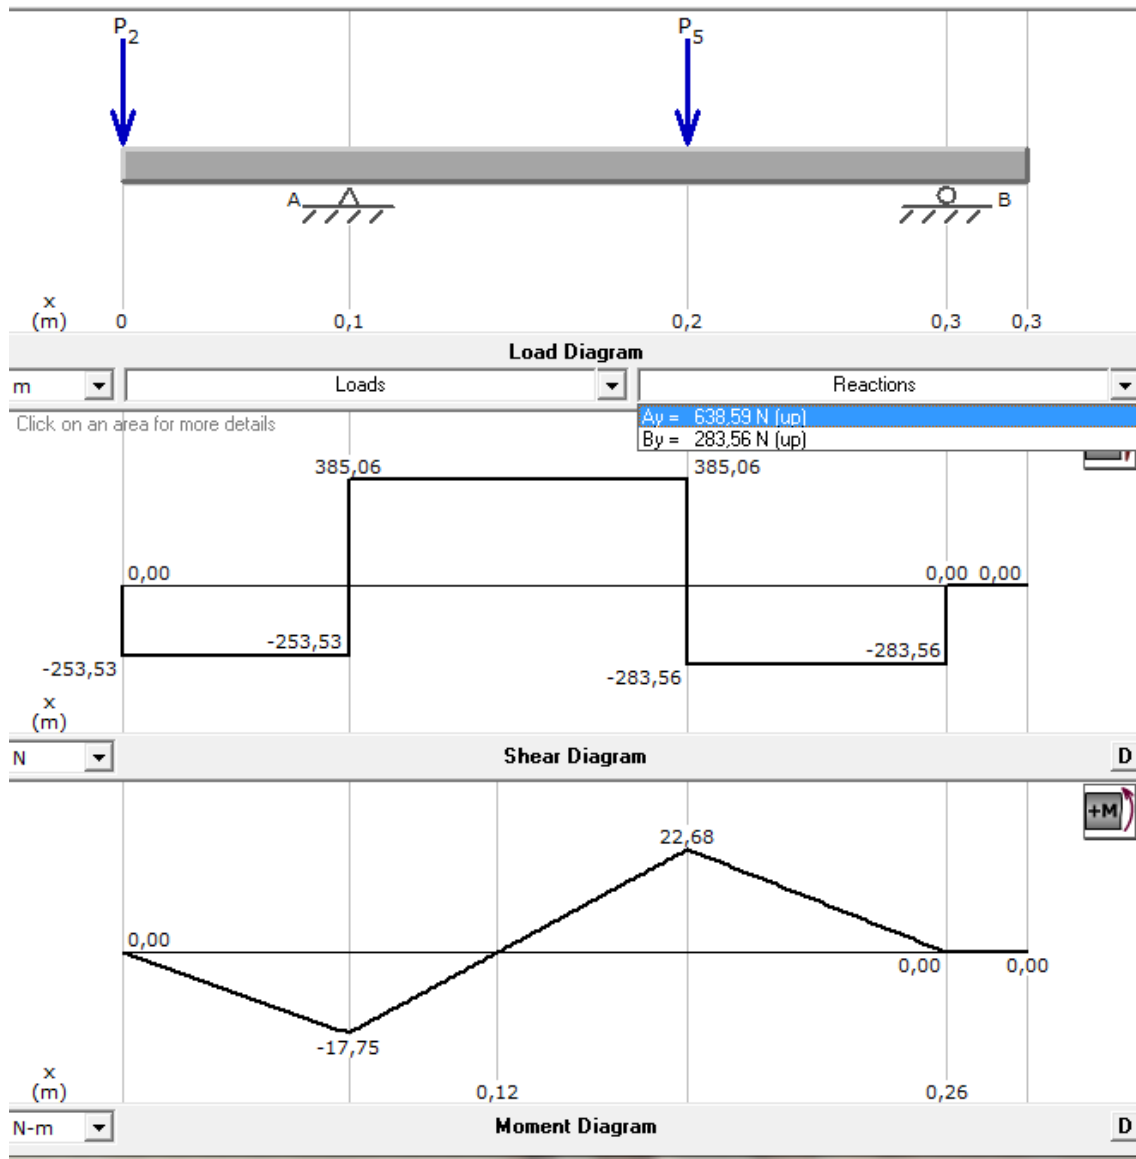 P2 P5
A B
x
(m) 0 0,1 0,2 0,3 0,3
Load Diagram
m Loads Reactions
Click on an area for more details
Ay = 638,59 N (up)
By = 283,56 N (up)
385,06 385,06
0,00 0,00 0,00
-253,53 -283,56
-253,53 -283,56
x
(m)
N Shear Diagram D
+M
22,68
0,00
0,00 0,00
-17,75
x
(m) 0,12 0,26
N-m Moment Diagram D